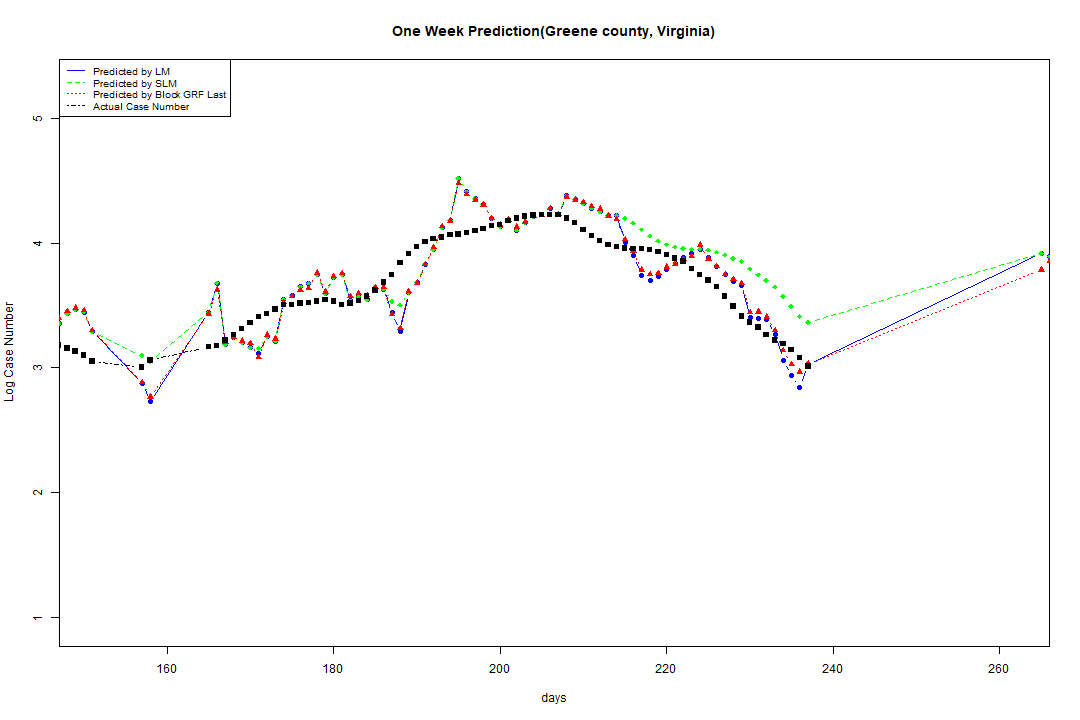 One Week Prediction(Greene county, Virginia)
Predicted by LM
Predicted by SLM
Predicted by Block GRF Last
Actual Case Number
5
4
3
2
1
Log Case Number
160 180 200 220 240 260
days